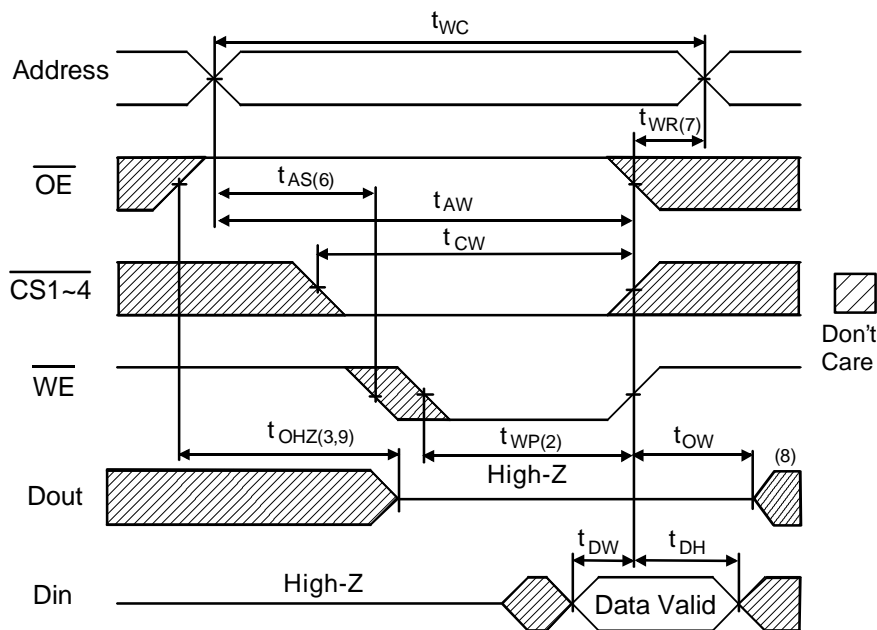 tWC
Address
tWR(7)
OE
tAS(6)
tAW
tCW
CS1~4
Don't
Care
WE
tOHZ(3,9)
tWP(2)
tOW
High-Z
(8)
Dout
tDW
tDH
High-Z
Din
Data Valid